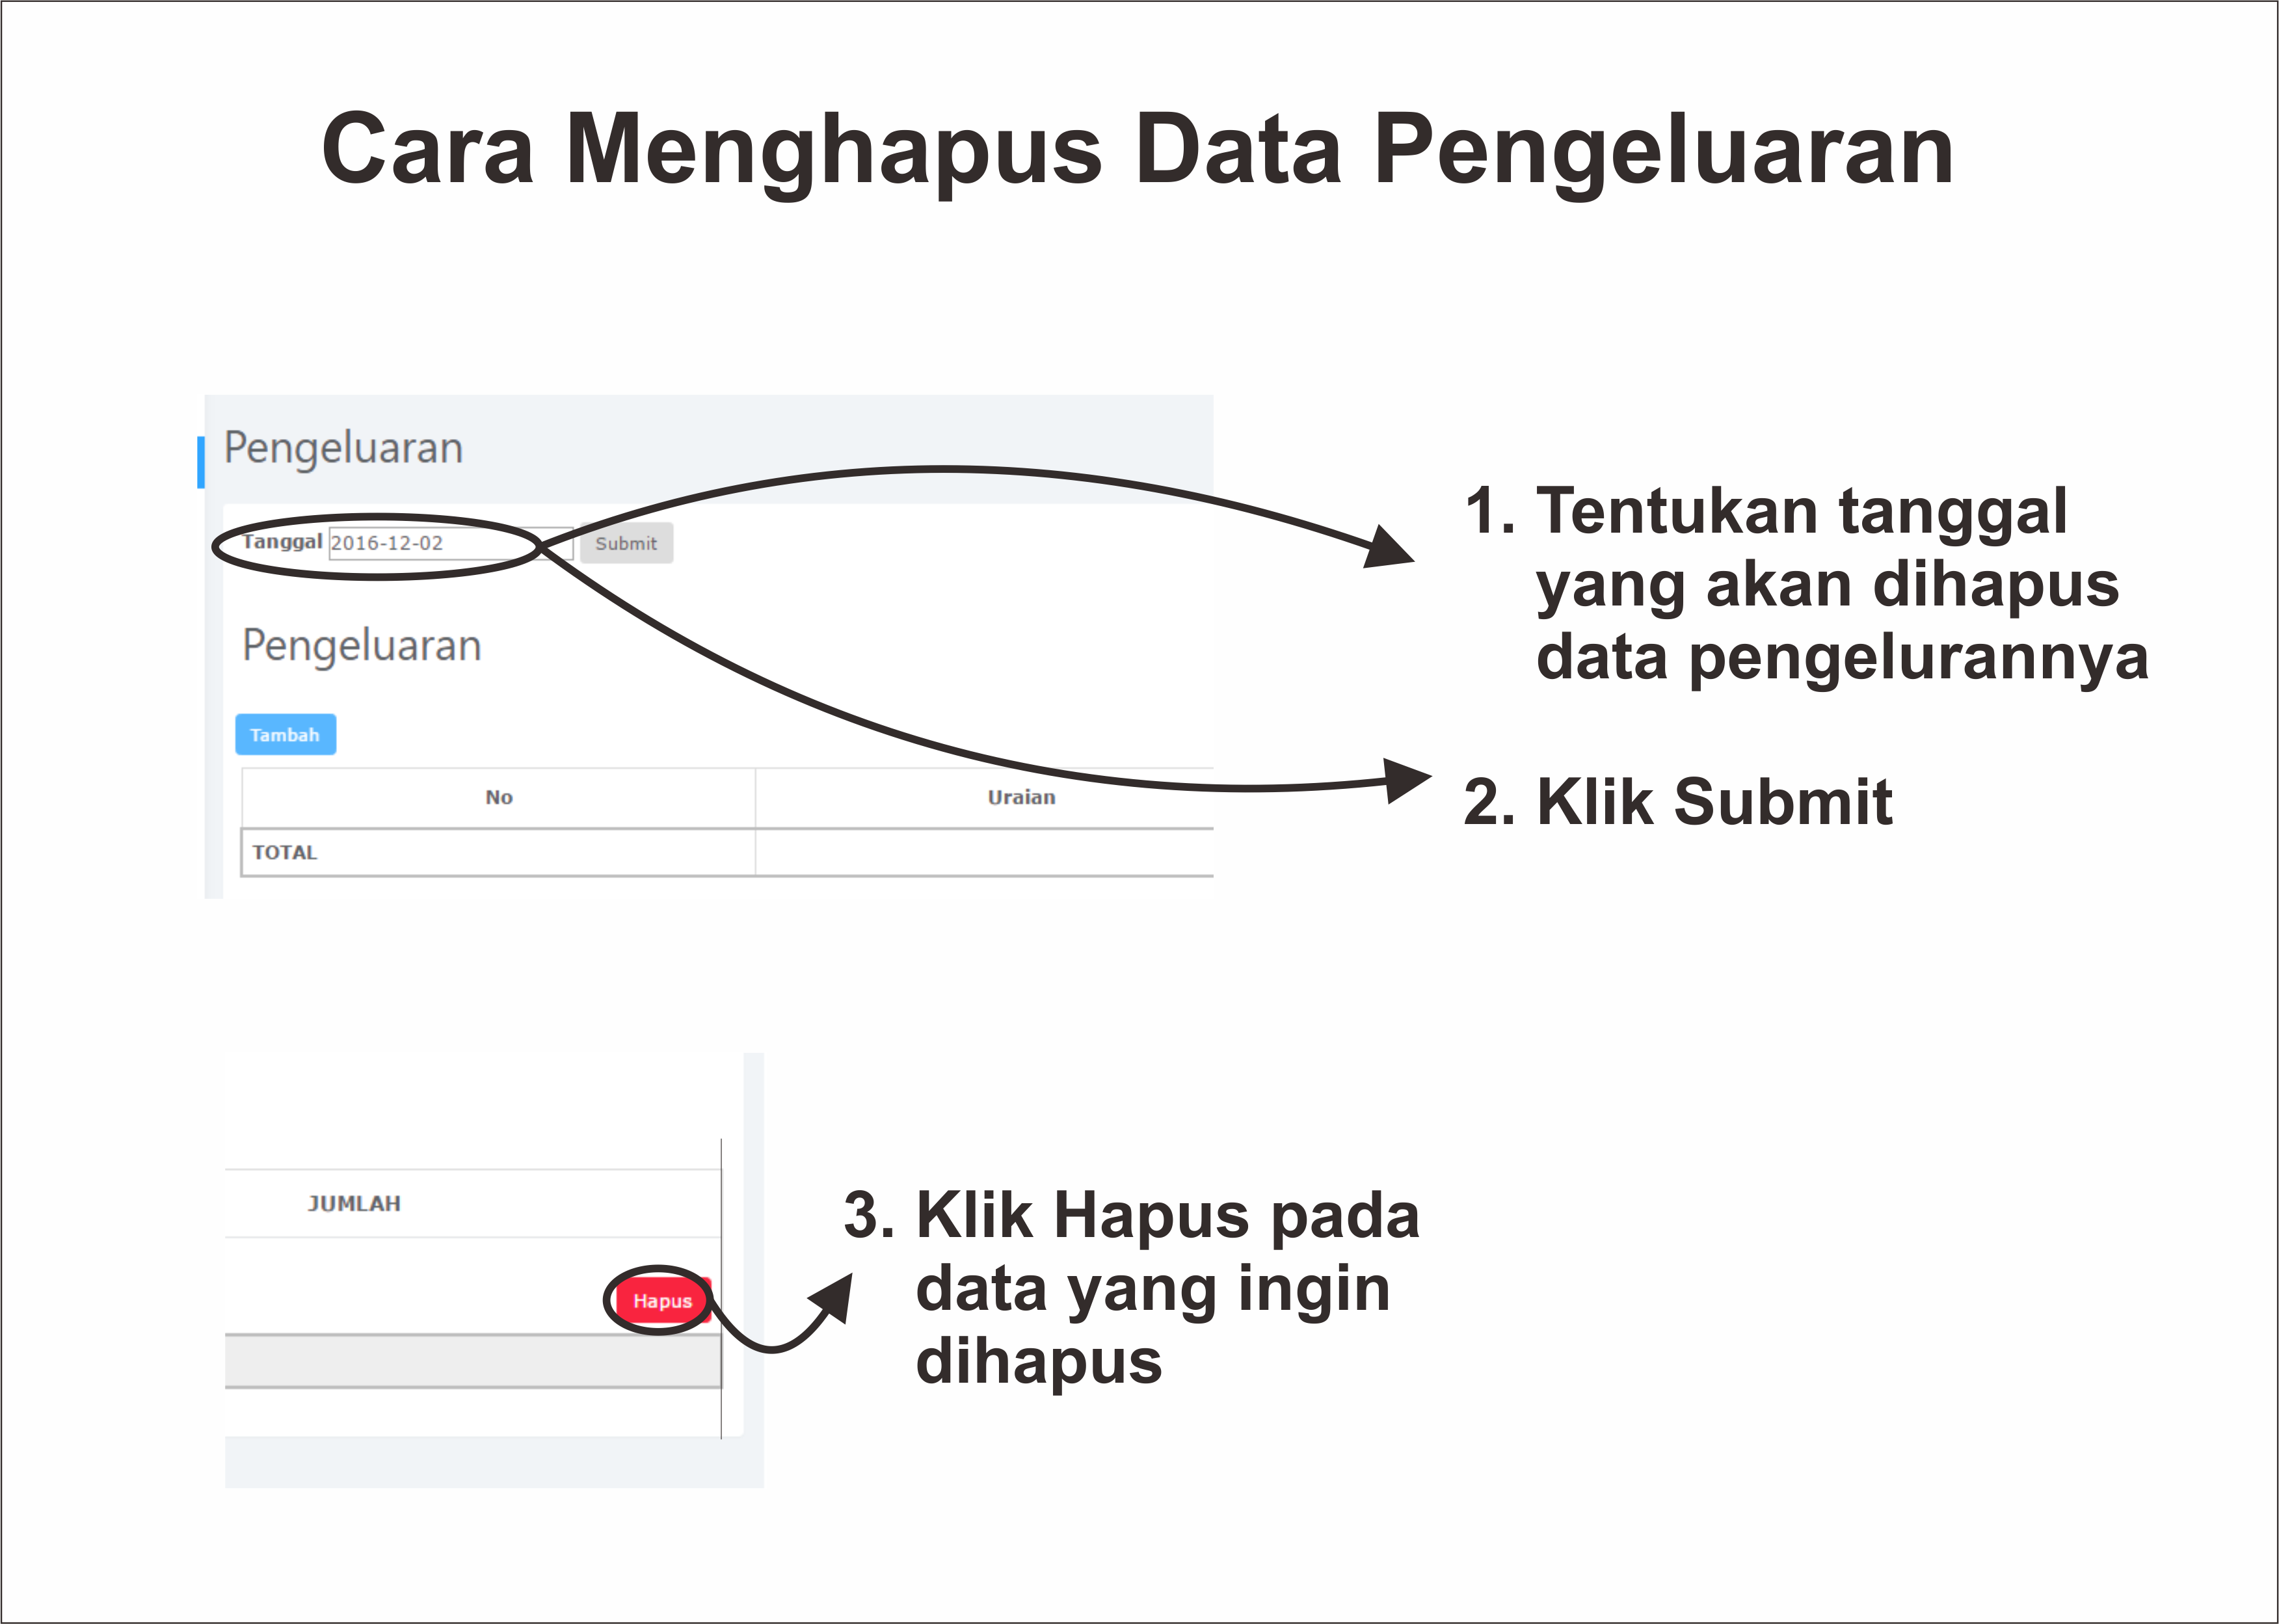 Cara Menghapus Data Pengeluaran
Pengeluaran
Tanggal 2016-12-02 Submit
Pengeluaran
Tambah
No Uraian
TOTAL
1. Tentukan tanggal
yang akan dihapus
data pengelurannya
2. Klik Submit
JUMLAH
Hapus
3. Klik Hapus pada
data yang ingin
dihapus